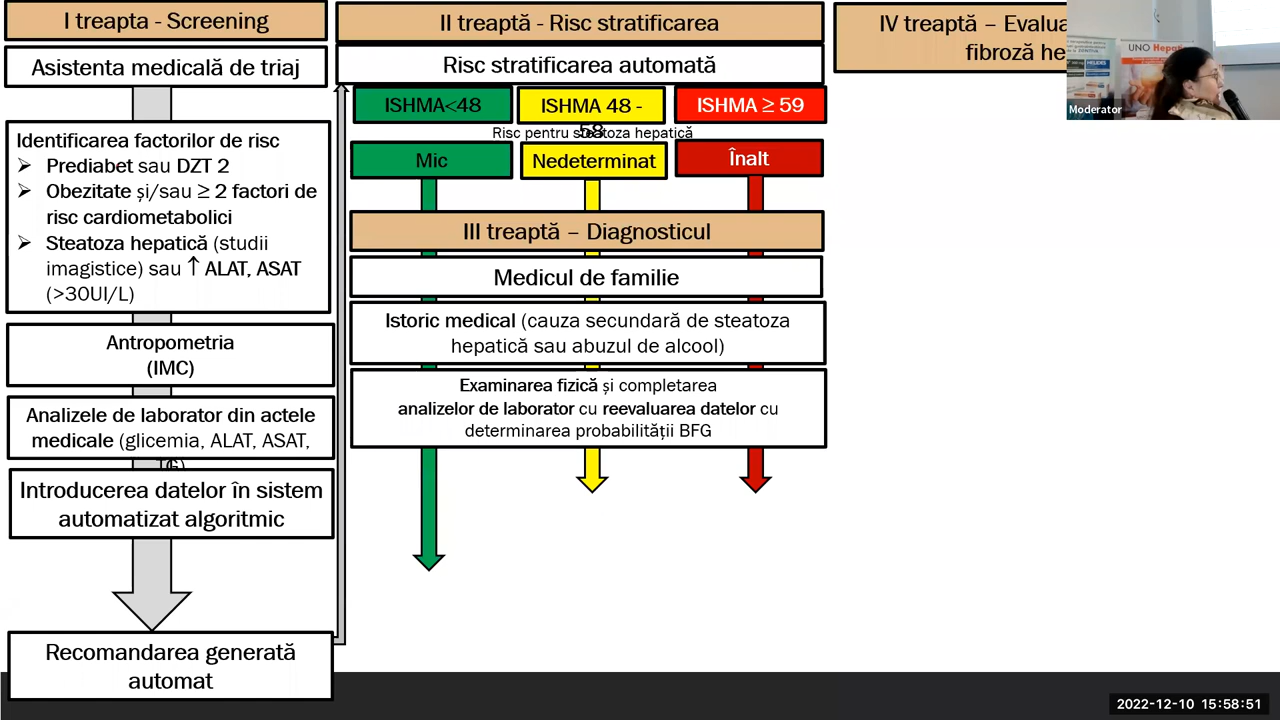 I treapta - Screening
Asistenta medicală de triaj
Identificarea factorilor de risc
➢ Prediabet sau DZT 2
➢ Obezitate și/sau ≥ 2 factori de
risc cardiometabolici
➢ Steatoza hepatică (studii
imagistice) sau ↑ ALAT, ASAT
(>30UI/L)
Antropometria
(IMC)
Analizele de laborator din actele
medicale (glicemia, ALAT, ASAT,
TG)
Introducerea datelor în sistem
automatizat algoritmic
Recomandarea generată
automat
II treaptă - Risc stratificarea
Risc stratificarea automată
ISHMA<48
ISHMA 48 -
58
ISHMA ≥ 59
Risc pentru steatoza hepatică
Mic
Nedeterminat
Înalt
III treaptă – Diagnosticul
Medicul de familie
Istoric medical (cauza secundară de steatoza
hepatică sau abuzul de alcool)
Examinarea fizică și completarea
analizelor de laborator cu reevaluarea datelor cu
determinarea probabilității BFG
IV treaptă – Evalua
fibroză he
UNO Hepa
Moderator
2022-12-10 15:58:51